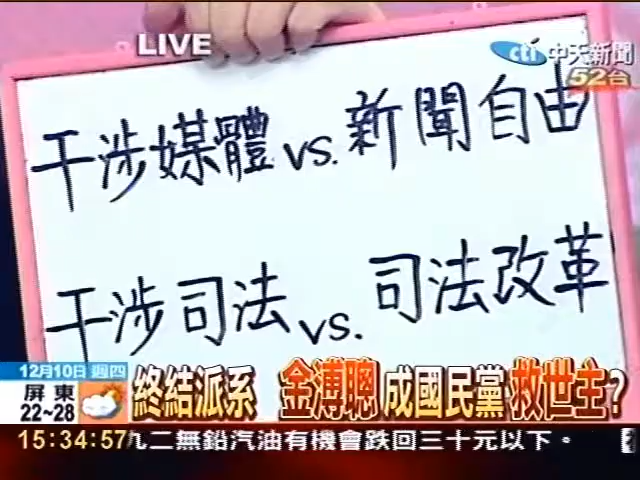 LIVE
cti 中天新聞
52台
干涉媒體 vs. 新聞自由
干涉司法 vs. 司法改革
12月10日 週四
屏東
22~28
終結派系 金溥聰成國民黨救世主?
15:34:57
九二無鉛汽油有機會跌回三十元以下。